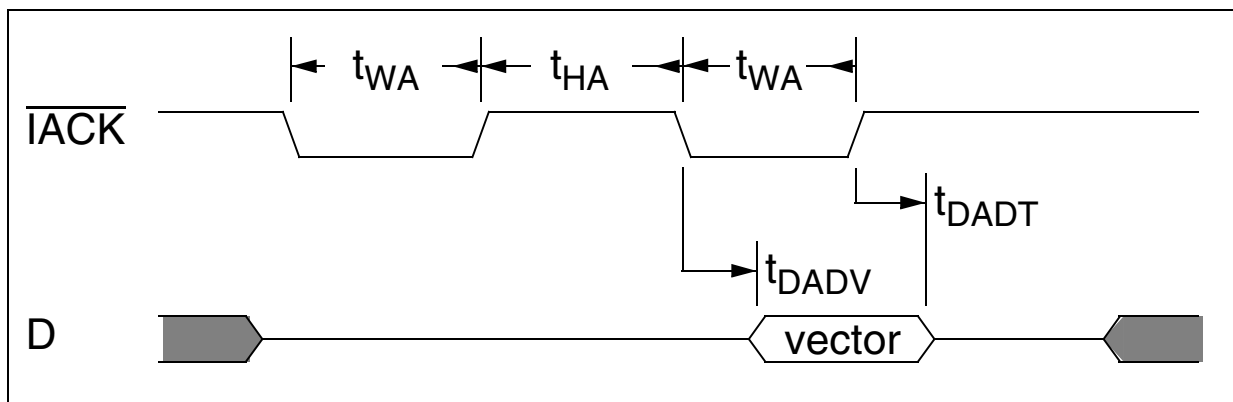 tWA tHA tWA
IACK
tDADT
tDADV
D vector